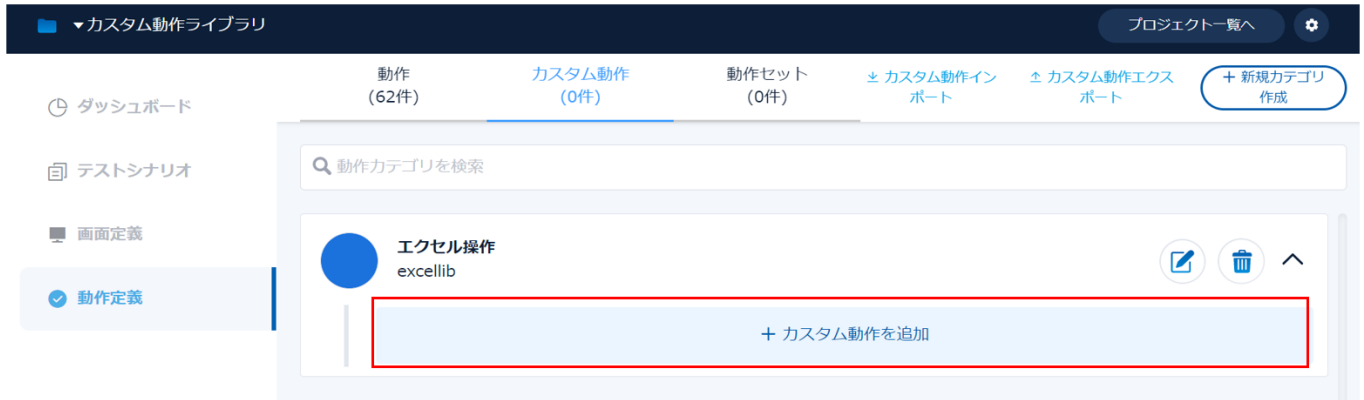 ▼カスタム動作ライブラリ
プロジェクト一覧へ
ダッシュボード
テストシナリオ
画面定義
動作定義
動作
(62件)
カスタム動作
(0件)
動作セット
(0件)
カスタム動作イン
ポート
カスタム動作エクス
ポート
+ 新規カテゴリ
作成
動作カテゴリを検索
エクセル操作
excellib
+ カスタム動作を追加